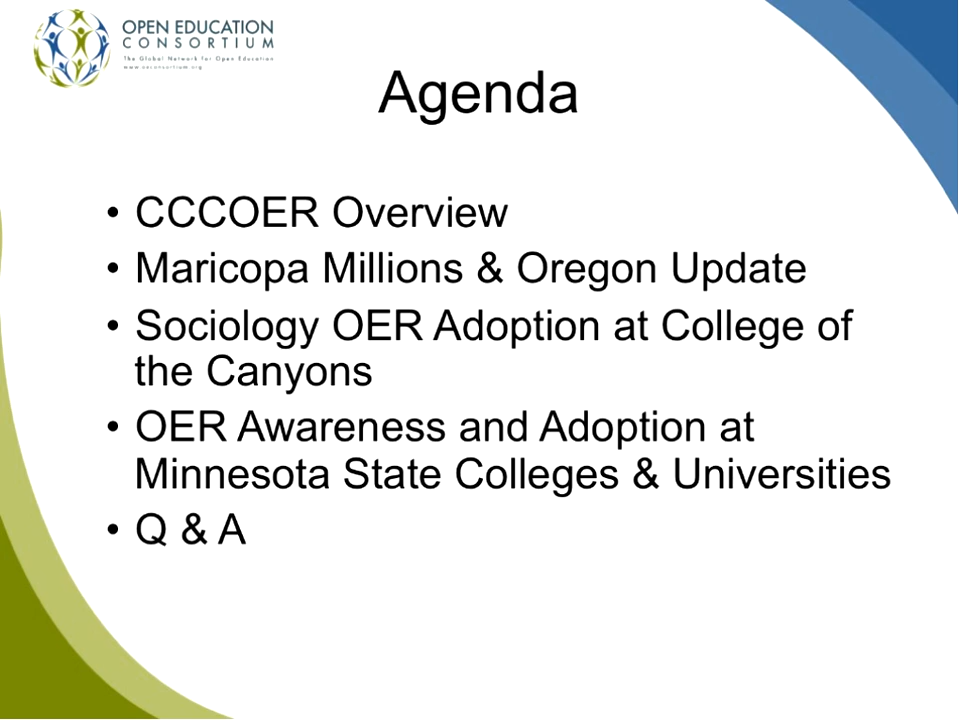 OPEN EDUCATION
CONSORTIUM
The Global Network for Open Education
www.oeconsortium.org
Agenda
• CCCOER Overview
• Maricopa Millions & Oregon Update
• Sociology OER Adoption at College of
the Canyons
• OER Awareness and Adoption at
Minnesota State Colleges & Universities
• Q & A